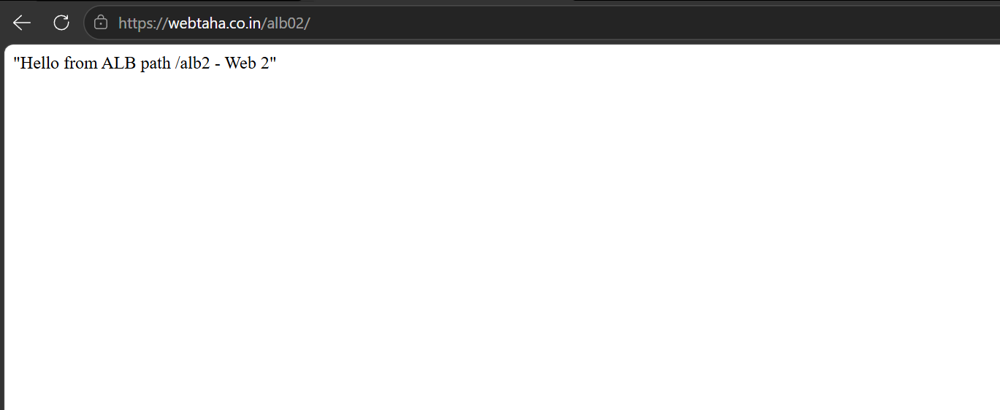 https://webtaha.co.in/alb02/
"Hello from ALB path /alb2 - Web 2"